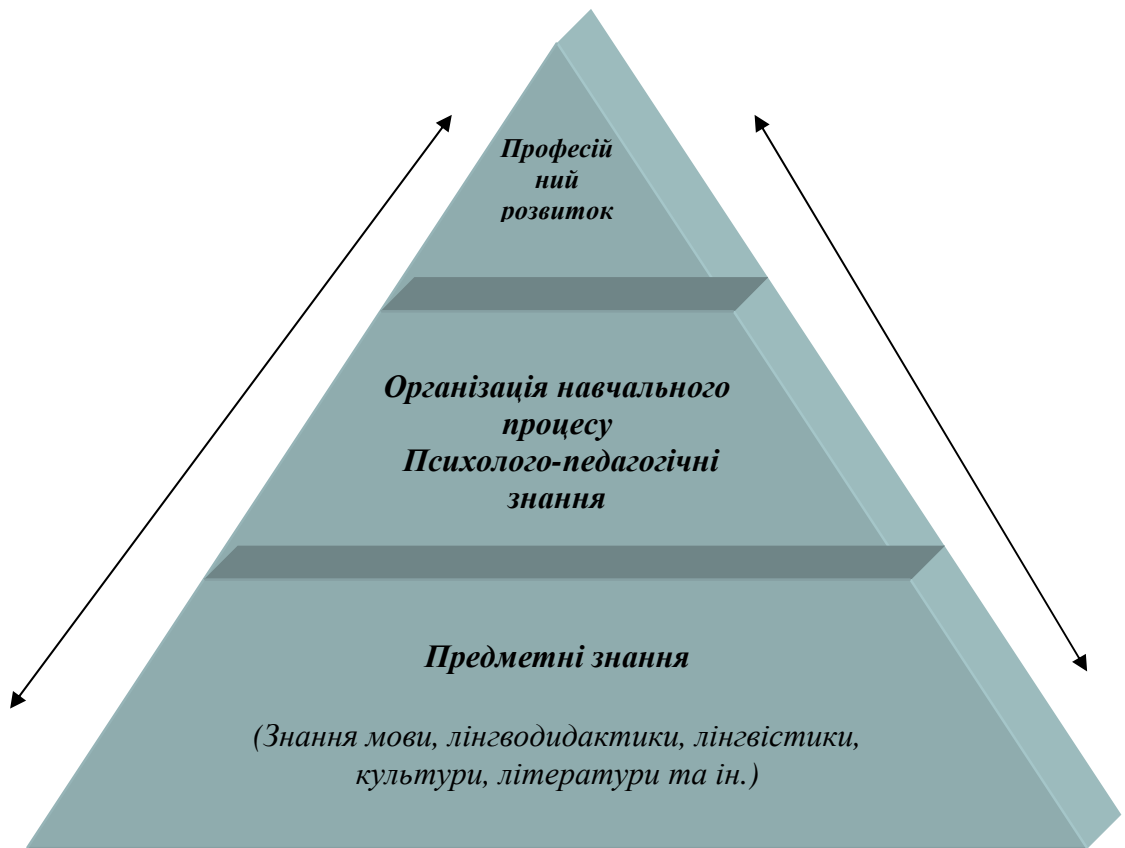 Професій
ний
розвиток
Організація навчального
процесу
Психолого-педагогічні
знання
Предметні знання
(Знання мови, лінгводидактики, лінгвістики,
культури, літератури та ін.)